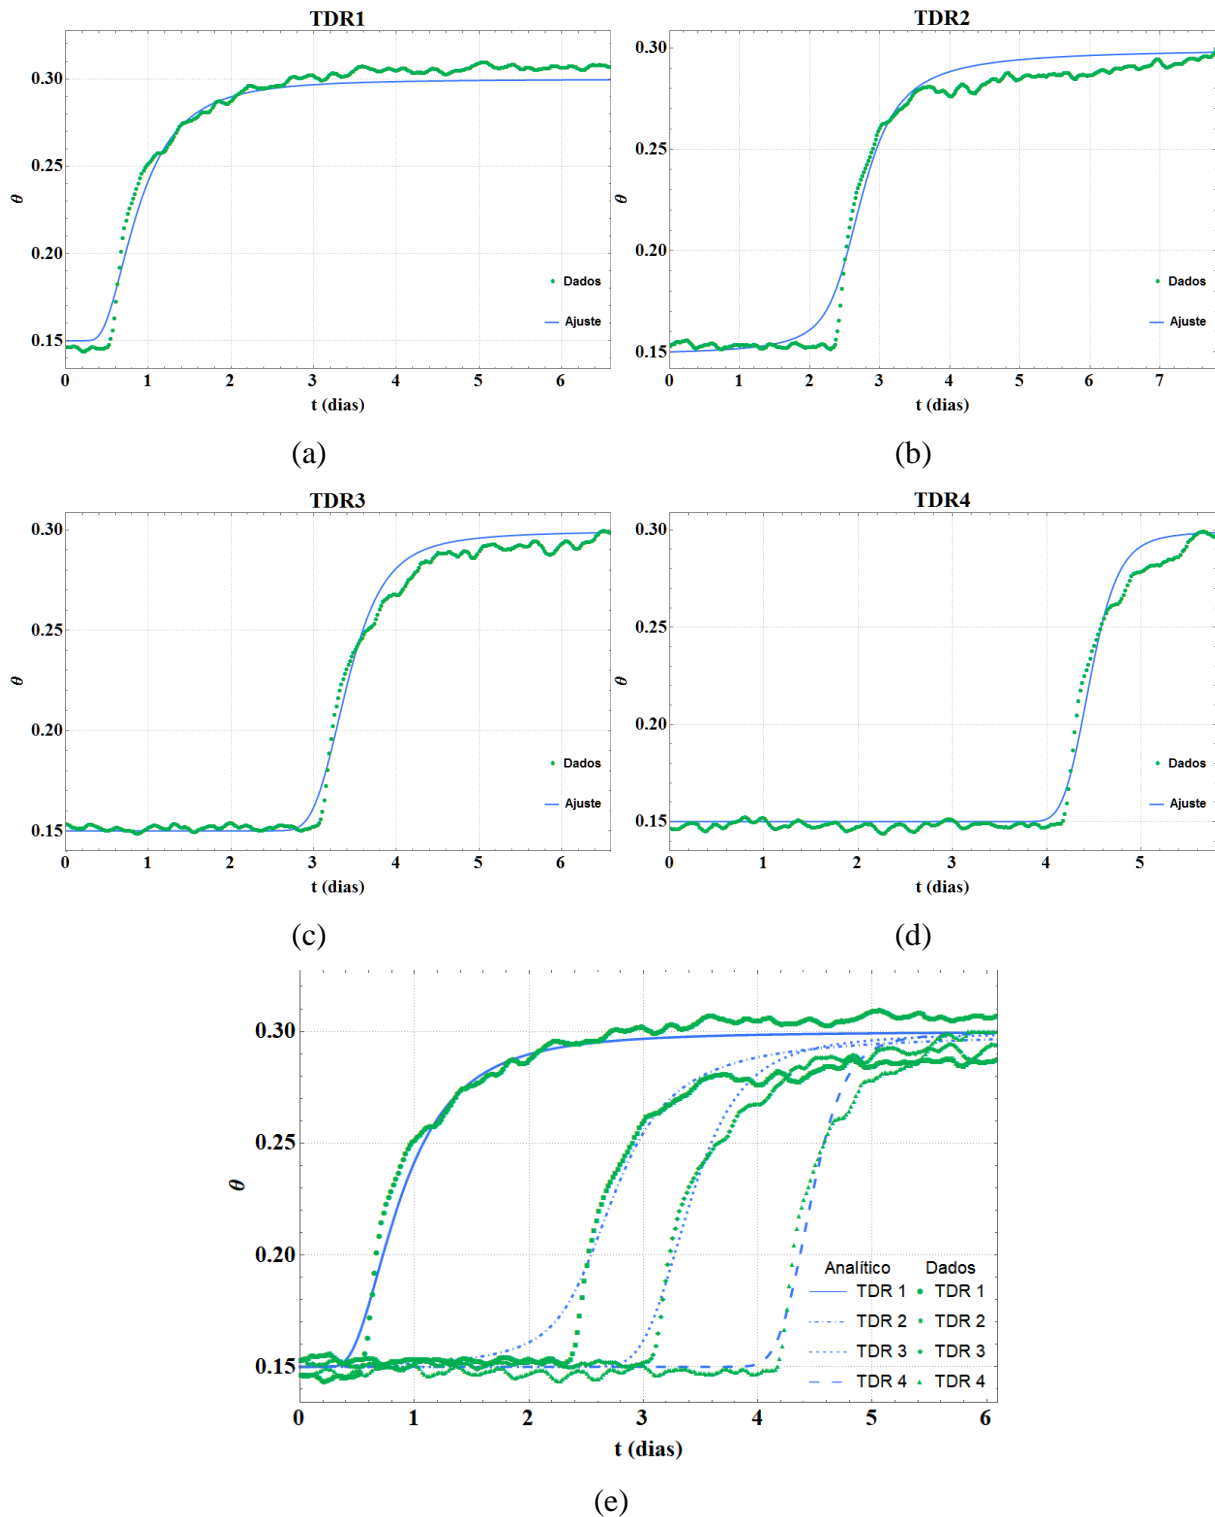 TDR1
0.30
0.25
0.20
0.15
θ
Dados
Ajuste
0 1 2 3 4 5 6
t (dias)
(a)
TDR2
0.30
0.25
0.20
0.15
θ
Dados
Ajuste
0 1 2 3 4 5 6 7
t (dias)
(b)
TDR3
0.30
0.25
0.20
0.15
θ
Dados
Ajuste
0 1 2 3 4 5 6
t (dias)
(c)
TDR4
0.30
0.25
0.20
0.15
θ
Dados
Ajuste
0 1 2 3 4 5
t (dias)
(d)
0.30
0.25
0.20
0.15
θ
Analítico Dados
TDR 1 TDR 1
TDR 2 TDR 2
TDR 3 TDR 3
TDR 4 TDR 4
0 1 2 3 4 5 6
t (dias)
(e)